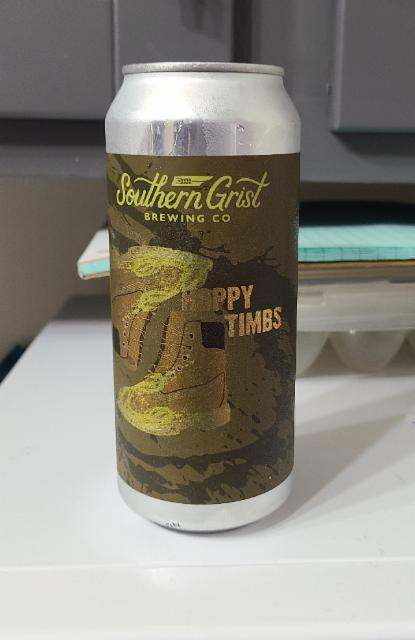 Southern Grist
BREWING CO
HOPPY
TIMBS